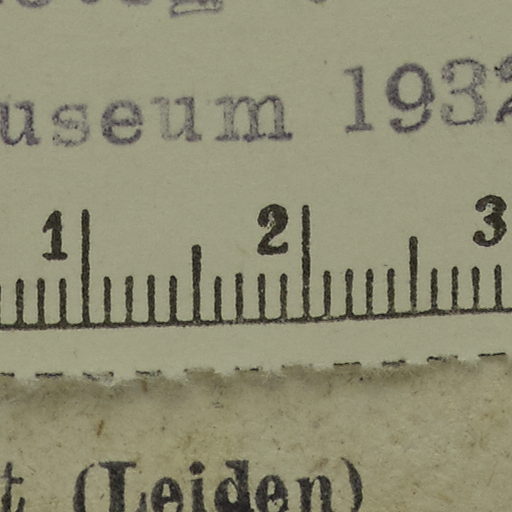 useum 1932
1 2 3
t (Leiden)